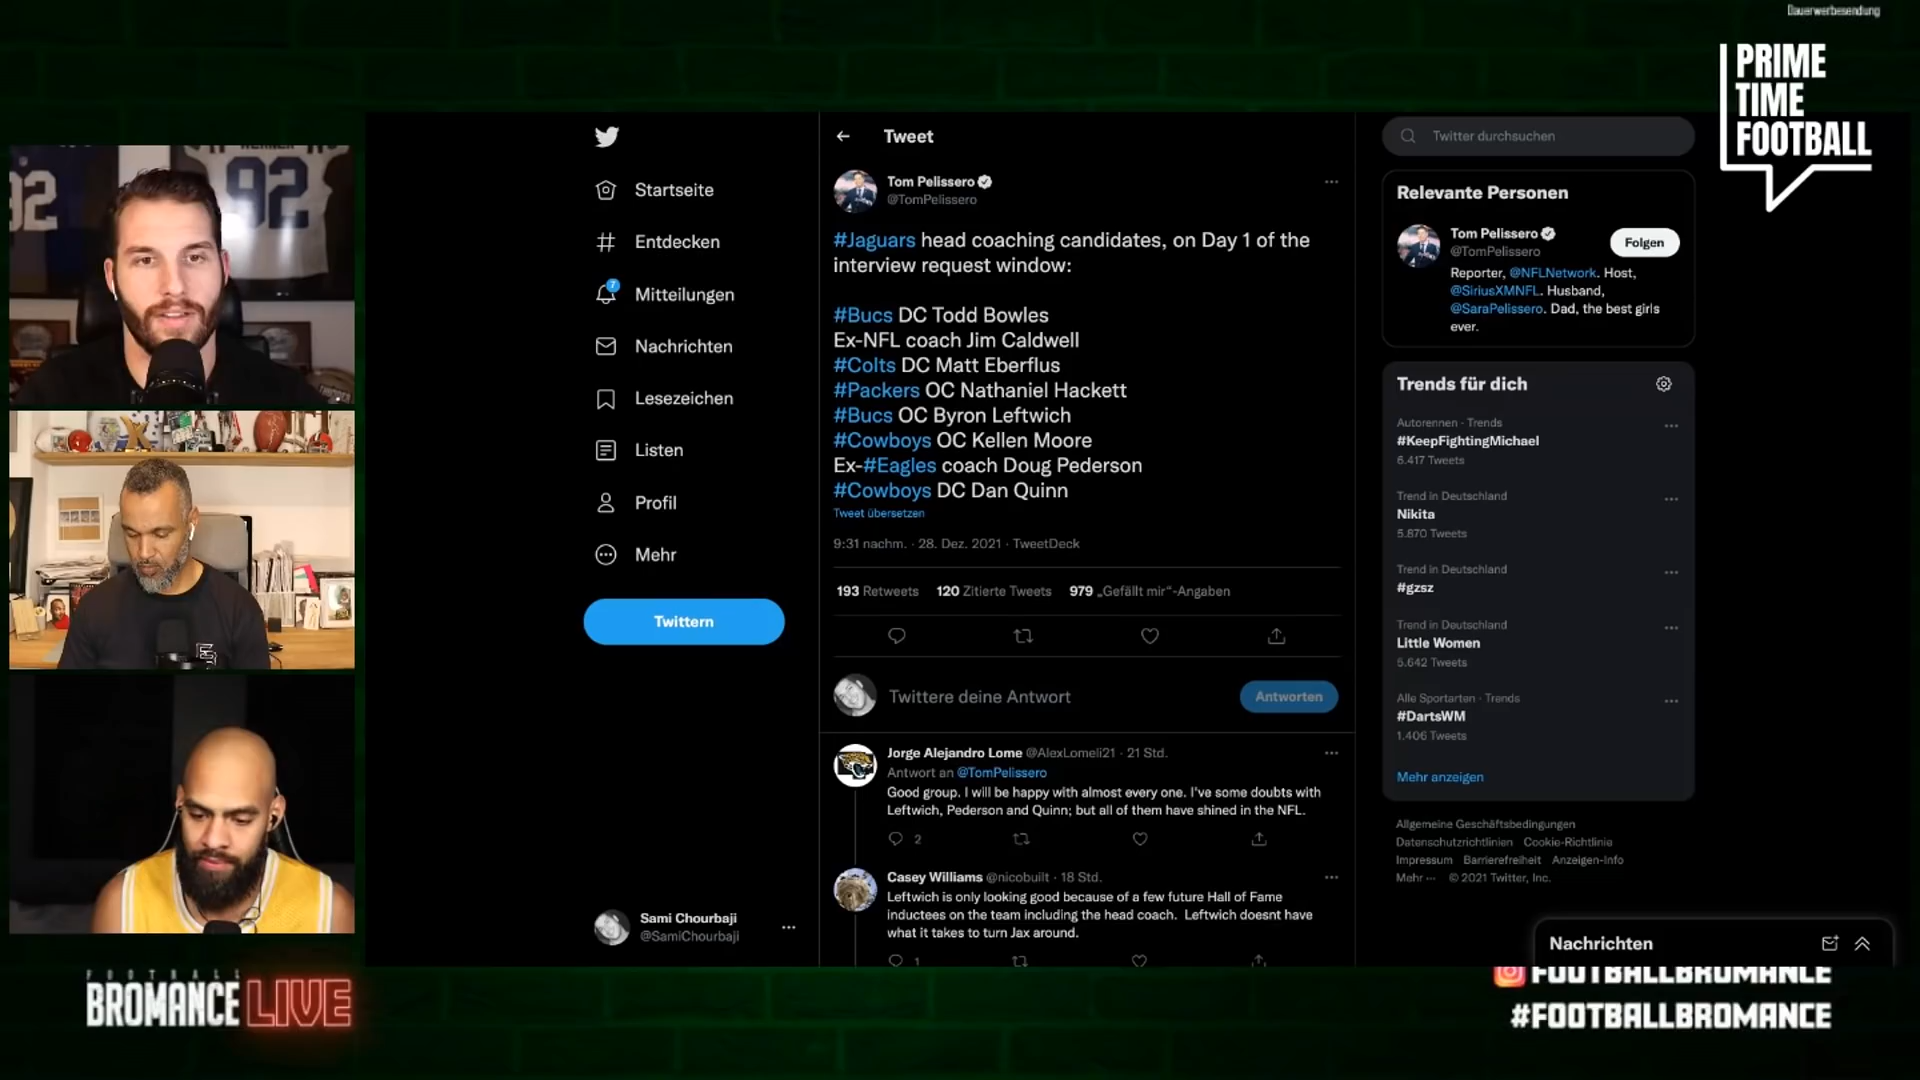 Dauerwerbesendung
PRIME
TIME
FOOTBALL
WERNER
92
92
Startseite
Entdecken
7
Mitteilungen
Nachrichten
Lesezeichen
Listen
Profil
Mehr
Twittern
Sami Chourbaji
@SamiChourbaji
Tweet
Tom Pelissero
@TomPelissero
#Jaguars head coaching candidates, on Day 1 of the
interview request window:
#Bucs DC Todd Bowles
Ex-NFL coach Jim Caldwell
#Colts DC Matt Eberflus
#Packers OC Nathaniel Hackett
#Bucs OC Byron Leftwich
#Cowboys OC Kellen Moore
Ex-#Eagles coach Doug Pederson
#Cowboys DC Dan Quinn
Tweet übersetzen
9:31 nachm. · 28. Dez. 2021 · TweetDeck
193 Retweets 120 Zitierte Tweets 979 „Gefällt mir“-Angaben
Twittere deine Antwort
Antworten
Jorge Alejandro Lome @AlexLomeli21 · 21 Std.
Antwort an @TomPelissero
Good group. I will be happy with almost every one. I've some doubts with
Leftwich, Pederson and Quinn; but all of them have shined in the NFL.
2
Casey Williams @nicobuilt · 18 Std.
Leftwich is only looking good because of a few future Hall of Fame
inductees on the team including the head coach. Leftwich doesnt have
what it takes to turn Jax around.
1
Twitter durchsuchen
Relevante Personen
Tom Pelissero
@TomPelissero
Folgen
Reporter, @NFLNetwork. Host,
@SiriusXMNFL. Husband,
@SaraPelissero. Dad, the best girls
ever.
Trends für dich
Autorennen · Trends
#KeepFightingMichael
6.417 Tweets
Trend in Deutschland
Nikita
5.870 Tweets
Trend in Deutschland
#gzsz
Trend in Deutschland
Little Women
5.642 Tweets
Alle Sportarten · Trends
#DartsWM
1.406 Tweets
Mehr anzeigen
Allgemeine Geschäftsbedingungen
Datenschutzrichtlinien Cookie-Richtlinie
Impressum Barrierefreiheit Anzeigen-Info
Mehr ··· © 2021 Twitter, Inc.
Nachrichten
FOOTBALL
BROMANCE LIVE
FOOTBALLBROMANCE
#FOOTBALLBROMANCE